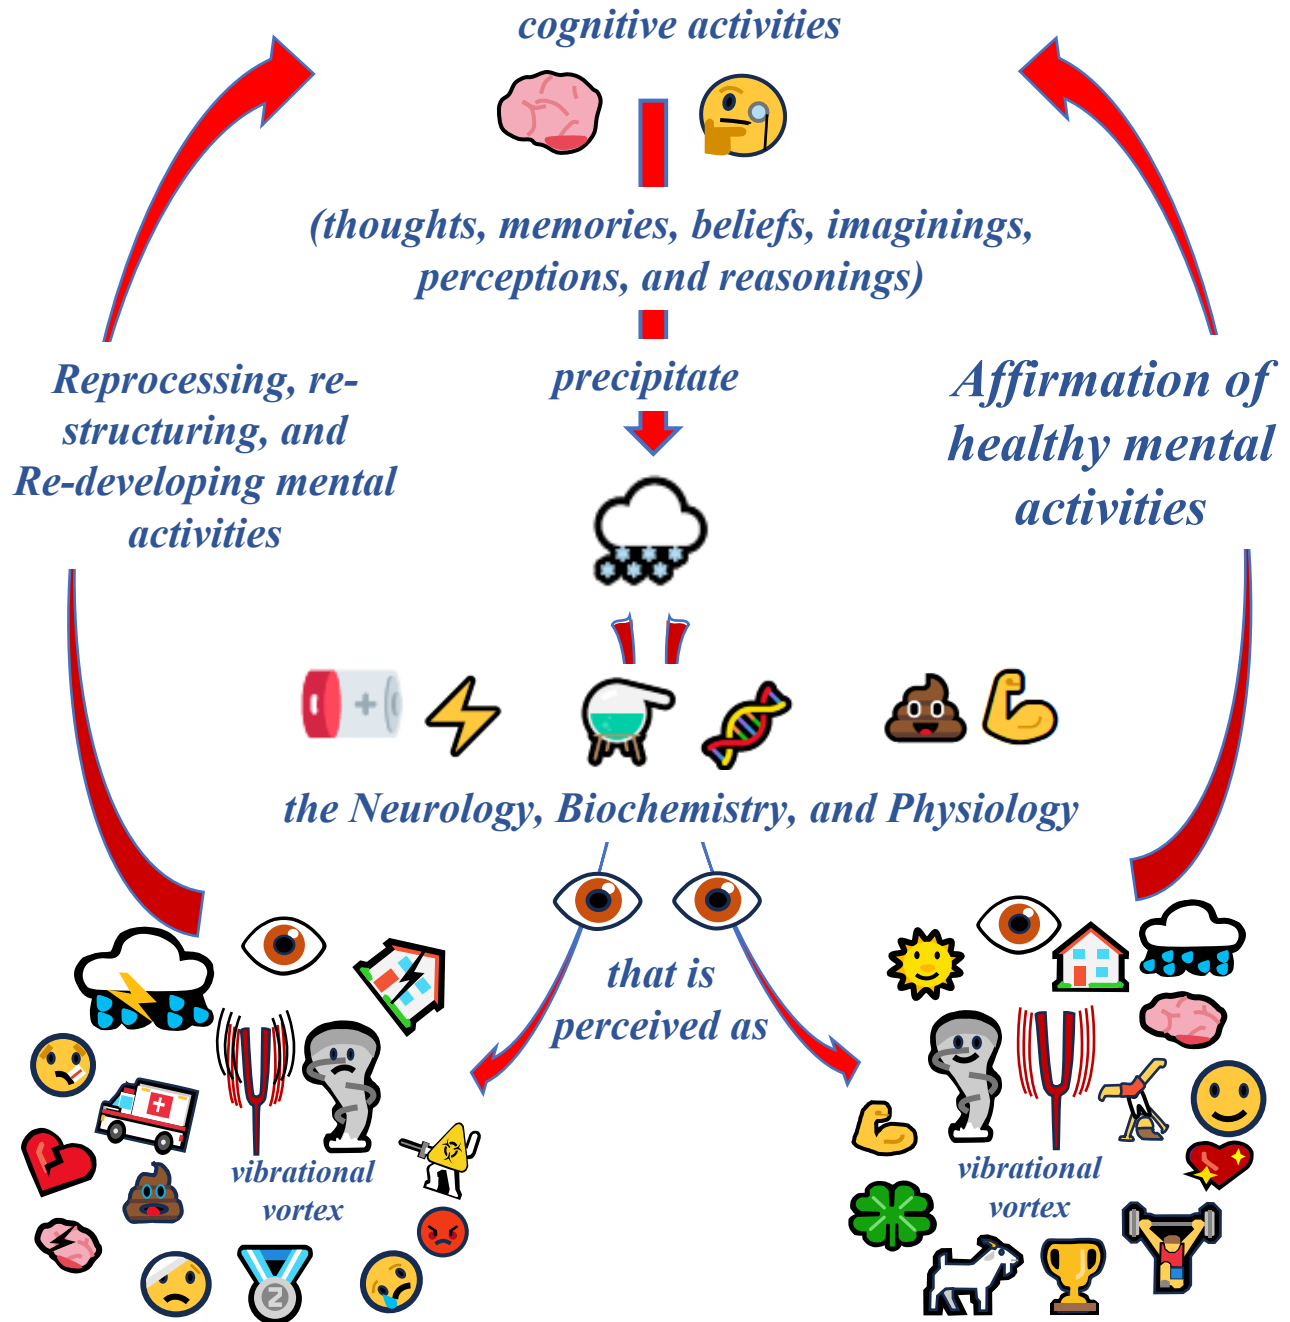 cognitive activities
(thoughts, memories, beliefs, imaginings,
perceptions, and reasonings)
precipitate
Reprocessing, re-
structuring, and
Re-developing mental
activities
Affirmation of
healthy mental
activities
the Neurology, Biochemistry, and Physiology
that is
perceived as
vibrational
vortex
2
vibrational
vortex